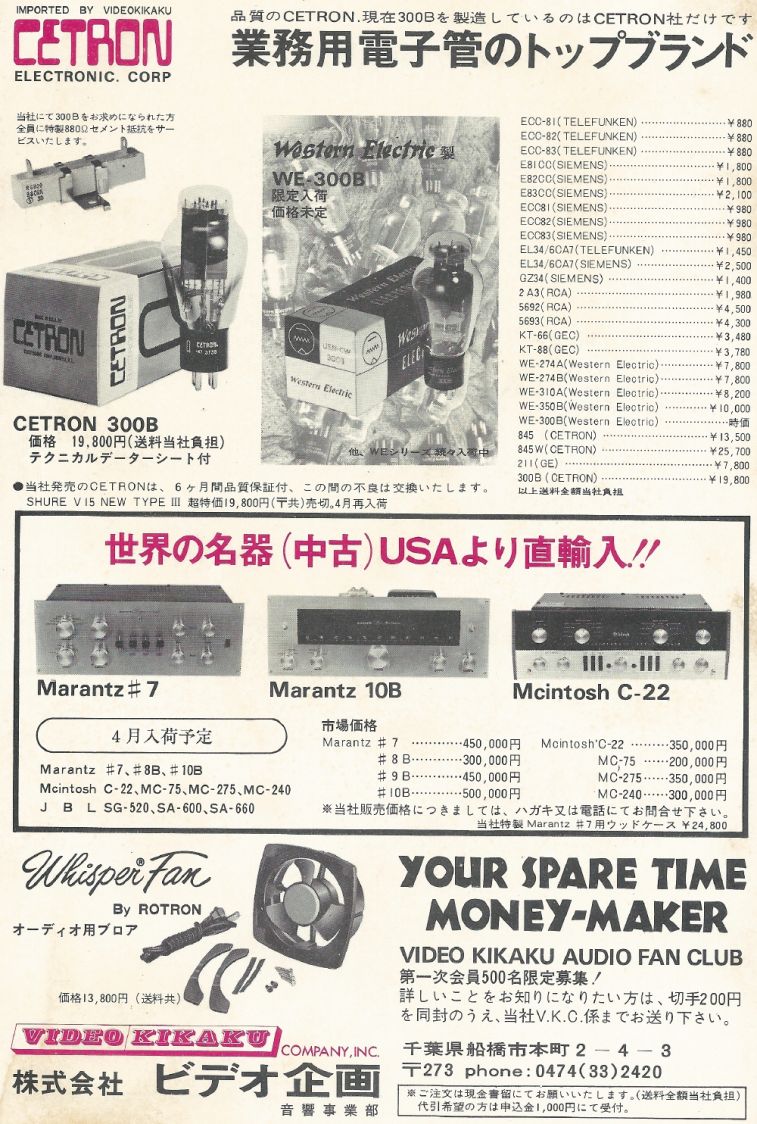 IMPORTED BY VIDEOKIKAKU
CETRON
ELECTRONIC. CORP
品質のCETRON.現在300Bを製造しているのはCETRON社だけです
業務用電子管のトップブランド
当社にて300Bをお求めになられた方
全員に特製880Ωセメント抵抗をサー
ビスいたします。
CETRON
CETRON
CETRON
CETRON 300B
価格 19,800円(送料当社負担)
テクニカルデーターシート付
Western Electric 製
WE-300B
限定入荷
価格未定
Western Electric
Western
Western Electric
300B
他、WEシリーズ続々入荷中
ECC-81(TELEFUNKEN) ¥880
ECC-82(TELEFUNKEN) ¥880
ECC-83(TELEFUNKEN) ¥880
E81CC(SIEMENS) ¥1,800
E82CC(SIEMENS) ¥1,800
E83CC(SIEMENS) ¥2,100
ECC81(SIEMENS) ¥980
ECC82(SIEMENS) ¥980
ECC83(SIEMENS) ¥980
EL34/6CA7(TELEFUNKEN) ¥1,450
EL34/6CA7(SIEMENS) ¥2,500
GZ34(SIEMENS) ¥1,400
2A3(RCA) ¥1,980
5692(RCA) ¥4,500
5693(RCA) ¥4,300
KT-66(GEC) ¥3,480
KT-88(GEC) ¥3,780
WE-274A(Western Electric) ¥7,800
WE-274B(Western Electric) ¥7,800
WE-310A(Western Electric) ¥8,200
WE-350B(Western Electric) ¥10,000
WE-300B(Western Electric) 時価
845 (CETRON) ¥13,500
845W(CETRON) ¥25,700
211(GE) ¥7,800
300B(CETRON) ¥19,800
以上送料全額当社負担
●当社発売のCETRONは、6ヶ月間品質保証付、この間の不良は交換いたします。
SHURE V15 NEW TYPE III 超特価19,800円(〒共)売切.4月再入荷
世界の名器(中古)USAより直輸入!!
Marantz♯7
Marantz 10B
Mcintosh C-22
4月入荷予定
Marantz ♯7、♯8B、♯10B
Mcintosh C-22、MC-75、MC-275、MC-240
J B L SG-520、SA-600、SA-660
市場価格
Marantz ♯7 450,000円
♯8B 300,000円
♯9B 450,000円
♯10B 500,000円
Mcintosh C-22 350,000円
MC-75 200,000円
MC-275 350,000円
MC-240 300,000円
※当社販売価格につきましては、ハガキ又は電話にてお問合せ下さい。
当社特製Marantz ♯7用ウッドケース ¥24,800
Whisper® Fan
By ROTRON
オーディオ用ブロア
価格13,800円(送料共)
YOUR SPARE TIME
MONEY-MAKER
VIDEO KIKAKU AUDIO FAN CLUB
第一次会員500名限定募集!
詳しいことをお知りになりたい方は、切手200円
を同封のうえ、当社V.K.C.係までお送り下さい。
VIDEO KIKAKU
COMPANY,INC.
株式会社 ビデオ企画
音響事業部
千葉県船橋市本町2-4-3
〒273 phone:0474(33)2420
※ご注文は現金書留にてお願いいたします。(送料全額当社負担)
代引希望の方は申込金1,000円にて受付。